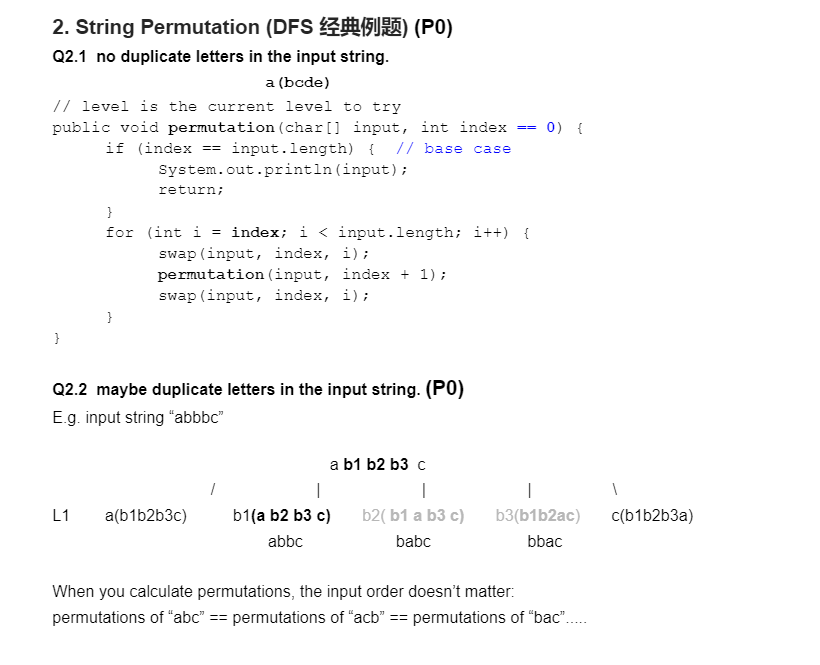 2. String Permutation (DFS 经典例题) (P0)
Q2.1  no duplicate letters in the input string.
a(bcde)
// level is the current level to try
public void permutation(char[] input, int index == 0) {
if (index == input.length) {  // base case
System.out.println(input);
return;
}
for (int i = index; i < input.length; i++) {
swap(input, index, i);
permutation(input, index + 1);
swap(input, index, i);
}
}
Q2.2  maybe duplicate letters in the input string. (P0)
E.g. input string “abbbc”
a b1 b2 b3  c
/ | | | \
L1 a(b1b2b3c) b1(a b2 b3 c) b2( b1 a b3 c) b3(b1b2ac) c(b1b2b3a)
abbc babc bbac
When you calculate permutations, the input order doesn’t matter:
permutations of “abc” == permutations of “acb” == permutations of “bac”.....